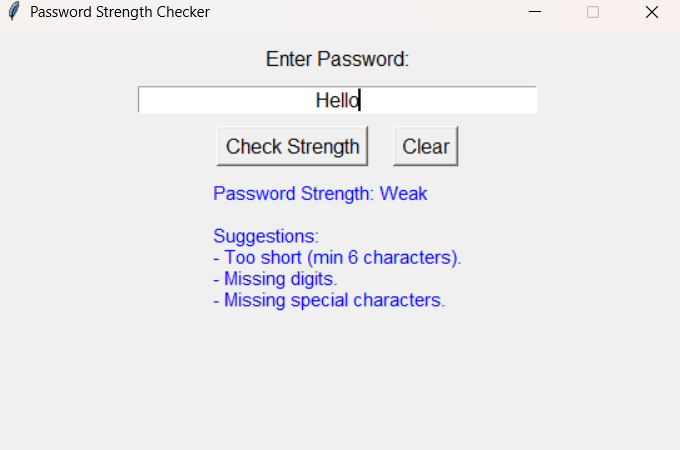 Password Strength Checker
Enter Password:
Hello
Check Strength Clear
Password Strength: Weak
Suggestions:
- Too short (min 6 characters).
- Missing digits.
- Missing special characters.